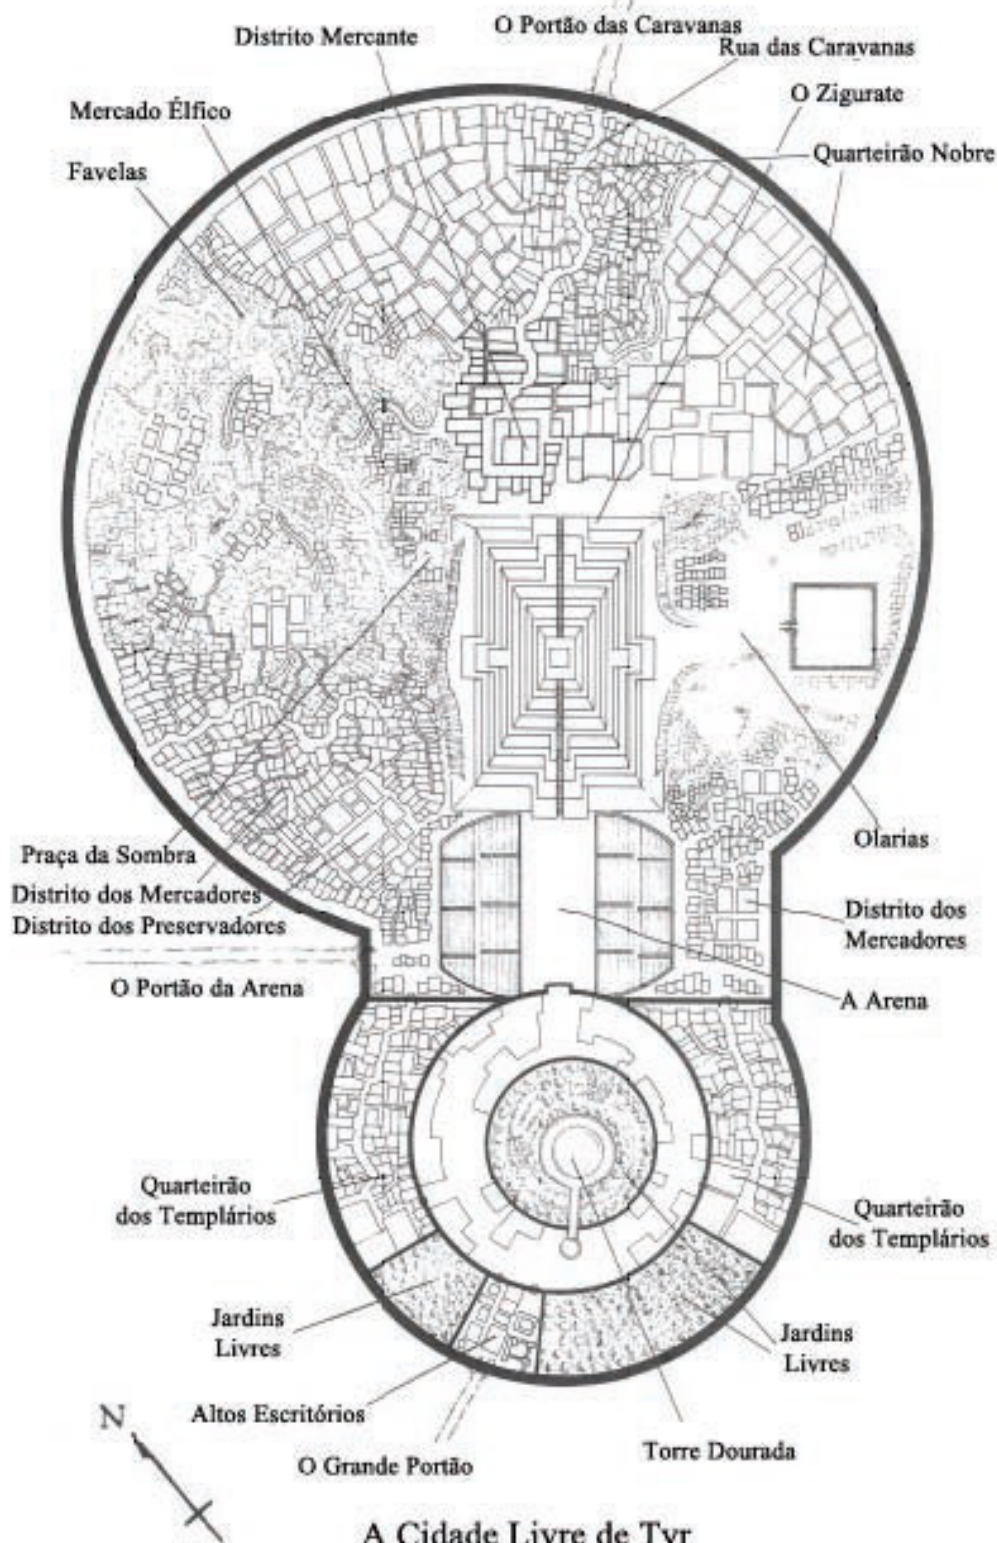 O Portão das Caravanas
Distrito Mercante
Rua das Caravanas
O Zigurate
Mercado Élfico
Quarteirão Nobre
Favelas
Praça da Sombra
Olarias
Distrito dos Mercadores
Distrito dos Preservadores
Distrito dos
Mercadores
O Portão da Arena
A Arena
Quarteirão
dos Templários
Quarteirão
dos Templários
Jardins
Livres
Jardins
Livres
Altos Escritórios
Torre Dourada
O Grande Portão
N
A Cidade Livre de Tyr